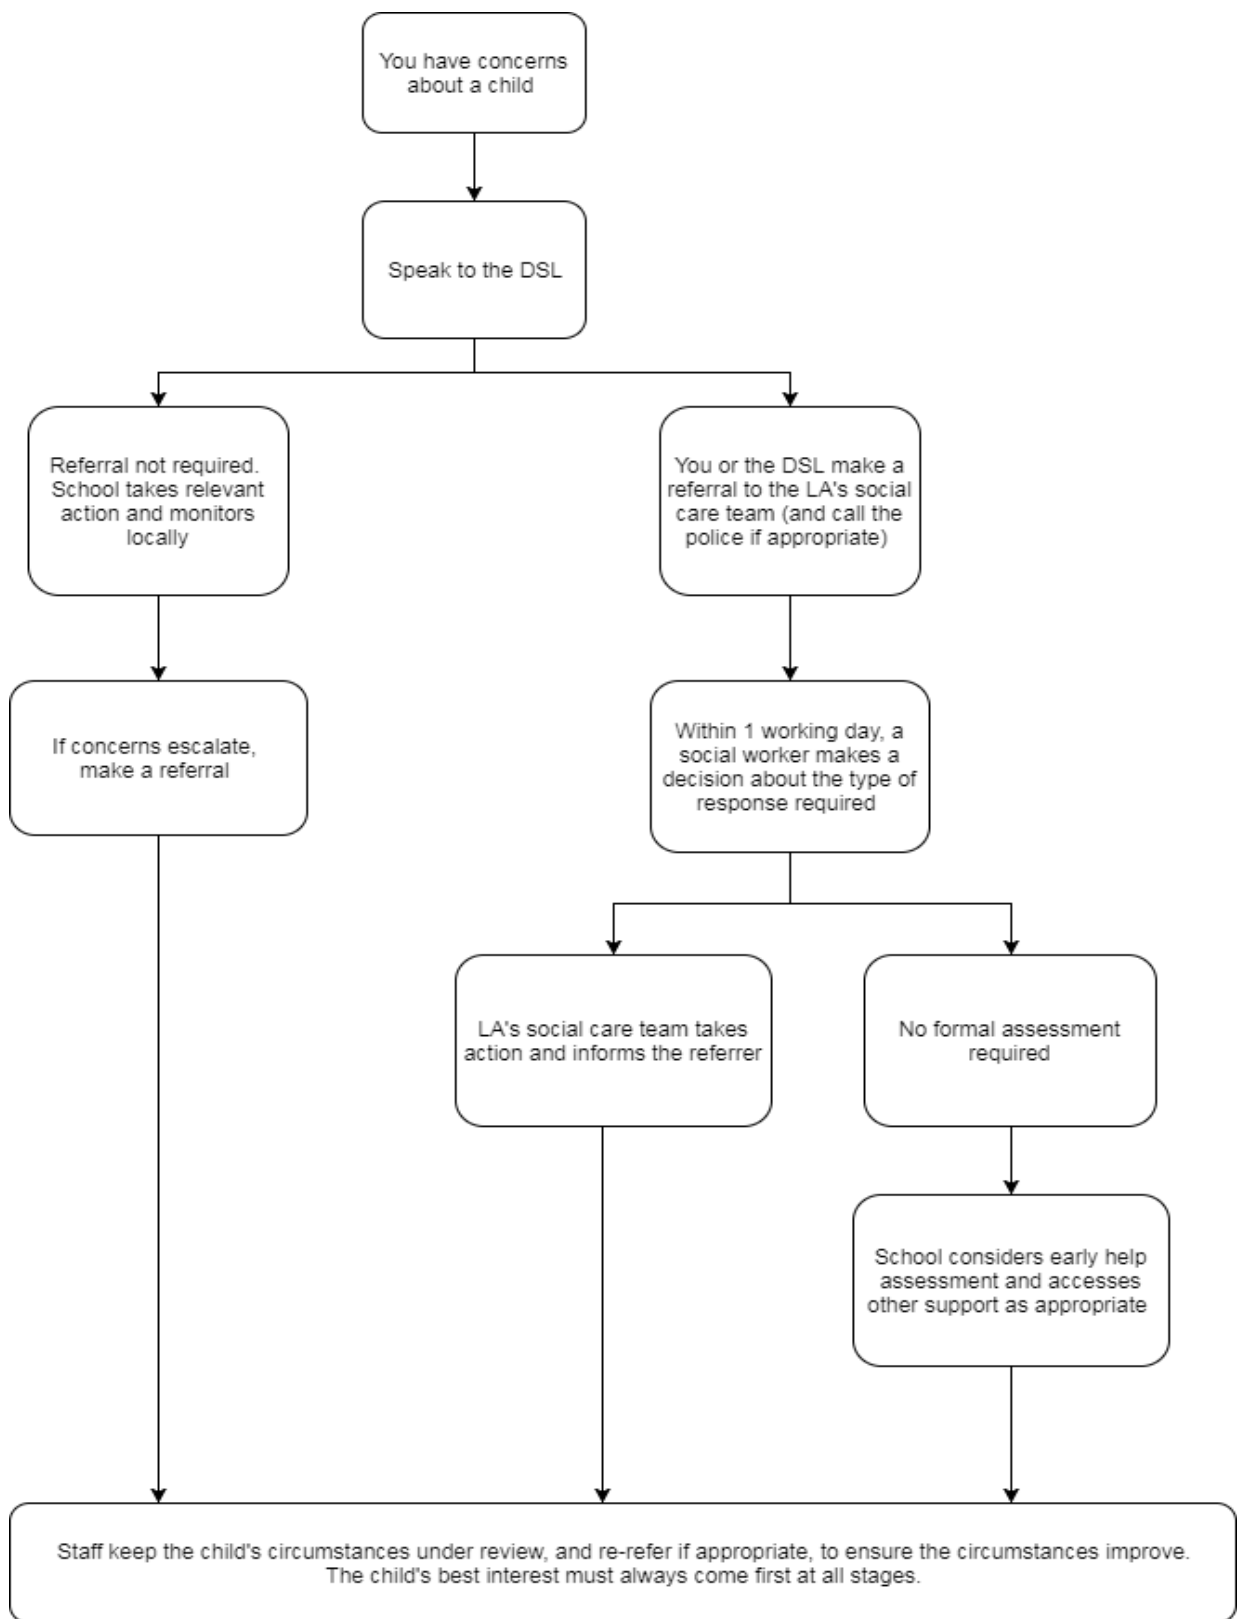 You have concerns
about a child
Speak to the DSL
Referral not required.
School takes relevant
action and monitors
locally
You or the DSL make a
referral to the LA's social
care team (and call the
police if appropriate)
If concerns escalate,
make a referral
Within 1 working day, a
social worker makes a
decision about the type of
response required
LA's social care team takes
action and informs the referrer
No formal assessment
required
School considers early help
assessment and accesses
other support as appropriate
Staff keep the child's circumstances under review, and re-refer if appropriate, to ensure the circumstances improve.
The child's best interest must always come first at all stages.